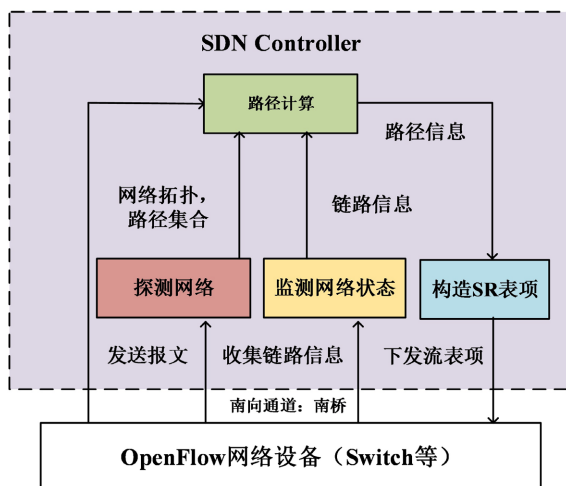 SDN Controller
路径计算
路径信息
网络拓扑，
路径集合
链路信息
探测网络
监测网络状态
构造SR表项
发送报文
收集链路信息
下发流表项
南向通道：南桥
OpenFlow网络设备（Switch等）